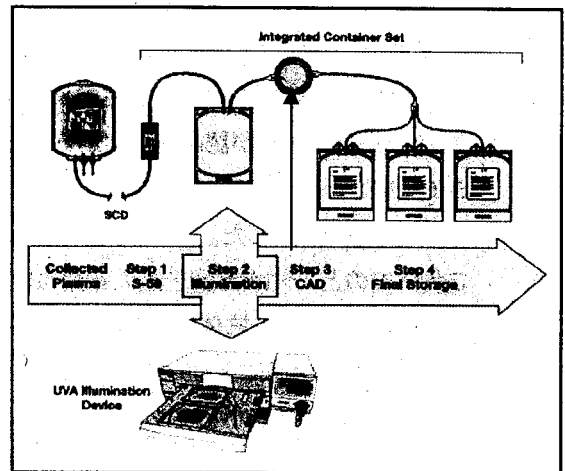 Integrated Container Set
SCD
Collected Plasma
Step 1 S-59
Step 2 Illumination
Step 3 CAD
Step 4 Final Storage
UVA Illumination
Device